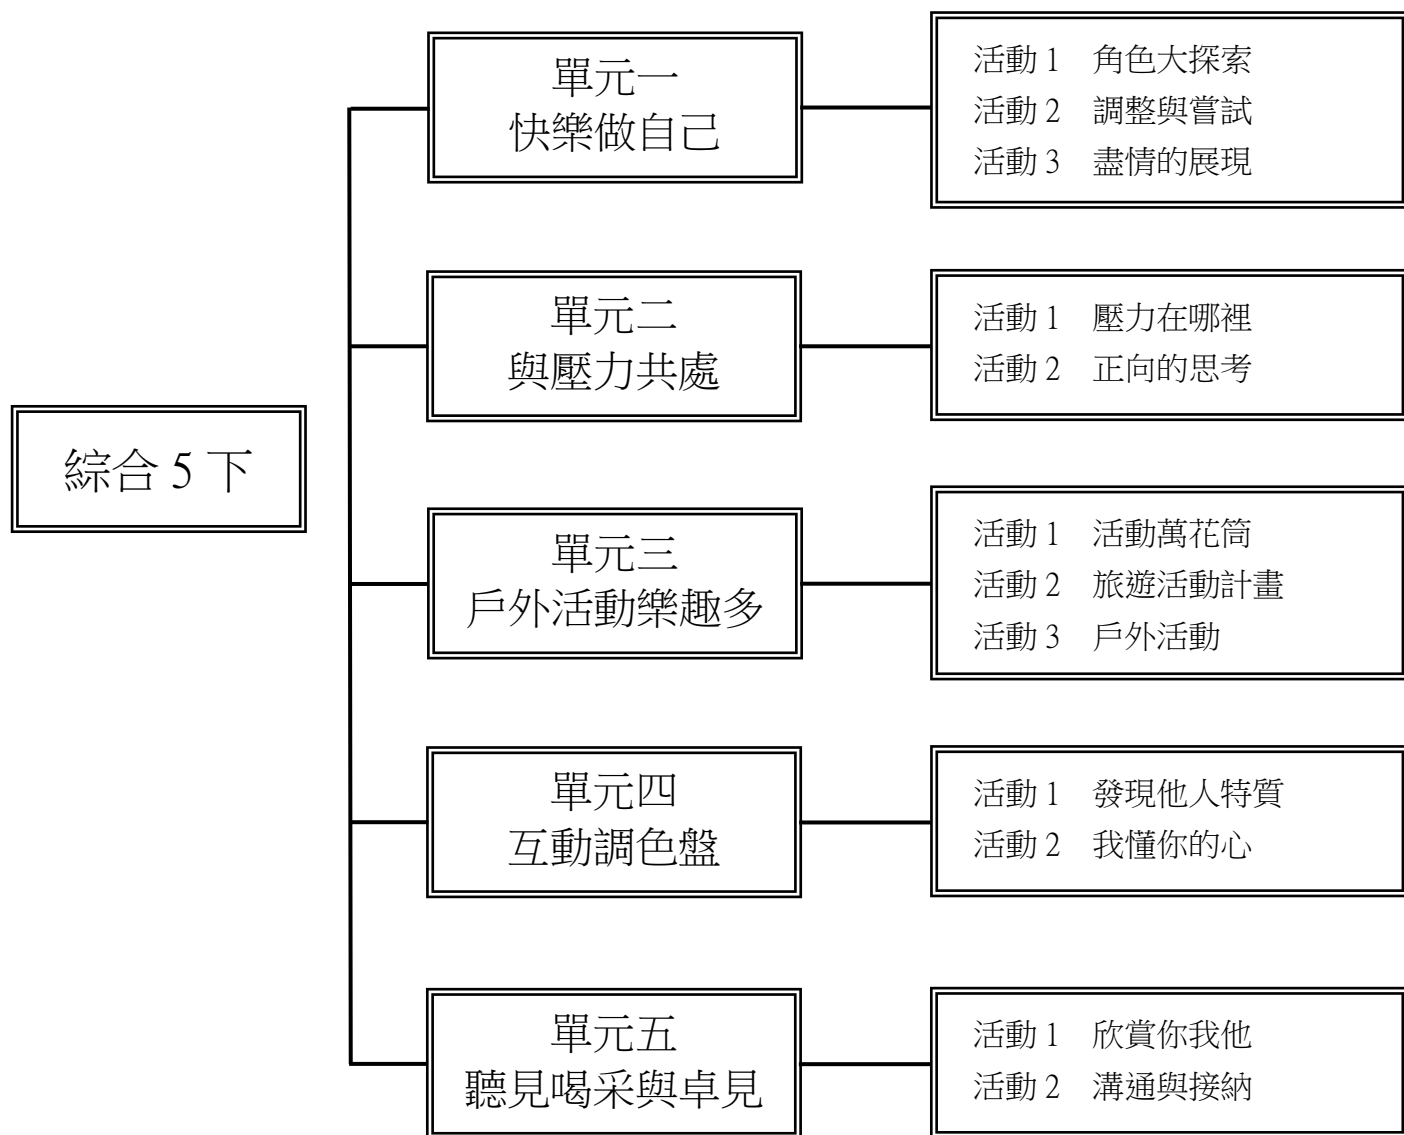 綜合 5 下
單元一
快樂做自己
活動 1 角色大探索
活動 2 調整與嘗試
活動 3 盡情的展現
單元二
與壓力共處
活動 1 壓力在哪裡
活動 2 正向的思考
單元三
戶外活動樂趣多
活動 1 活動萬花筒
活動 2 旅遊活動計畫
活動 3 戶外活動
單元四
互動調色盤
活動 1 發現他人特質
活動 2 我懂你的心
單元五
聽見喝采與卓見
活動 1 欣賞你我他
活動 2 溝通與接納